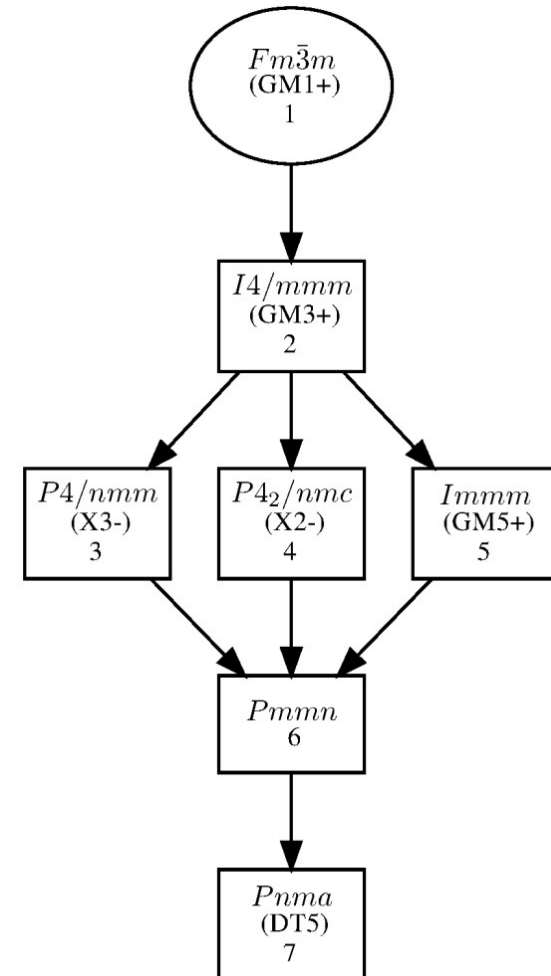 Fm3̄m
(GM1+)
1
I4/mmm
(GM3+)
2
P4/nmm
(X3-)
3
P4₂/nmc
(X2-)
4
Immm
(GM5+)
5
Pmmn
6
Pnma
(DT5)
7